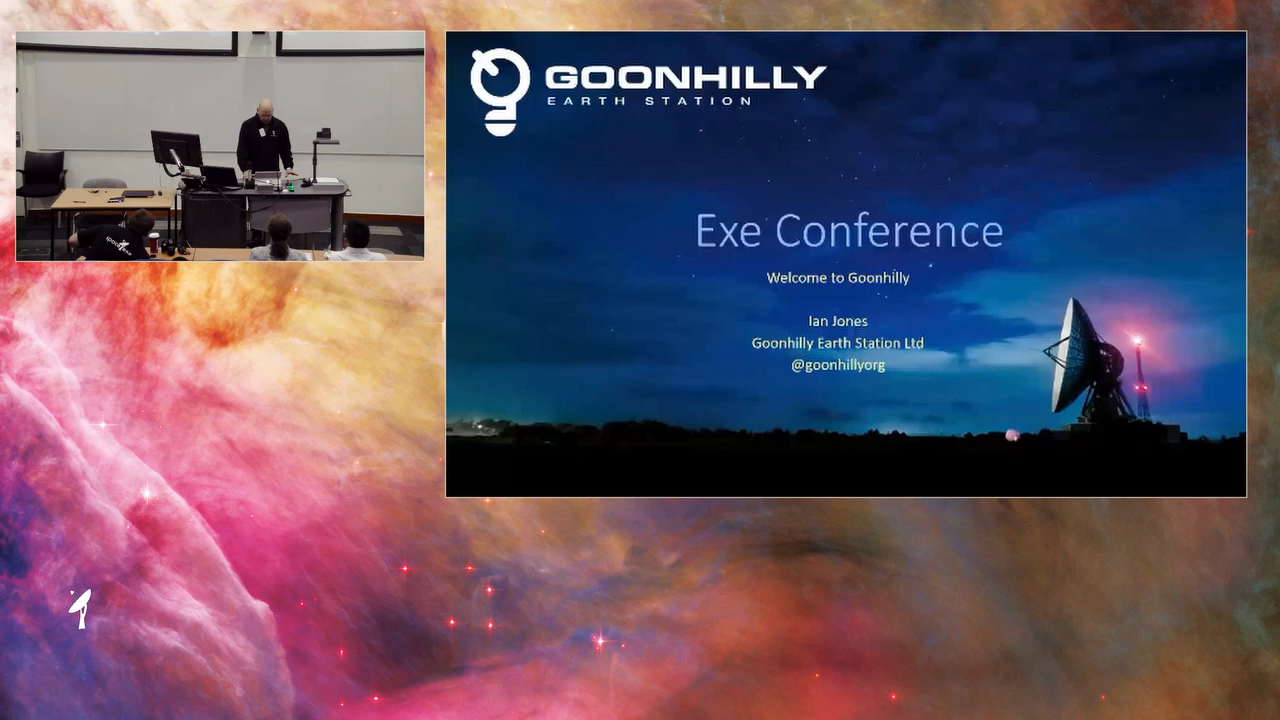 GOONHILLY
EARTH STATION
Exe Conference
Welcome to Goonhilly
Ian Jones
Goonhilly Earth Station Ltd
@goonhillyorg